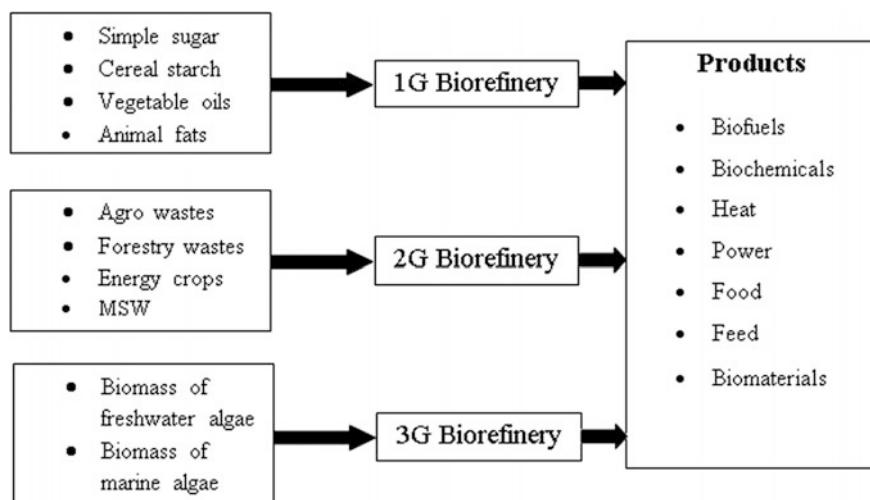 • Simple sugar
• Cereal starch
• Vegetable oils
• Animal fats
1G Biorefinery
• Agro wastes
• Forestry wastes
• Energy crops
• MSW
2G Biorefinery
• Biomass of
freshwater algae
• Biomass of
marine algae
3G Biorefinery
Products
• Biofuels
• Biochemicals
• Heat
• Power
• Food
• Feed
• Biomaterials